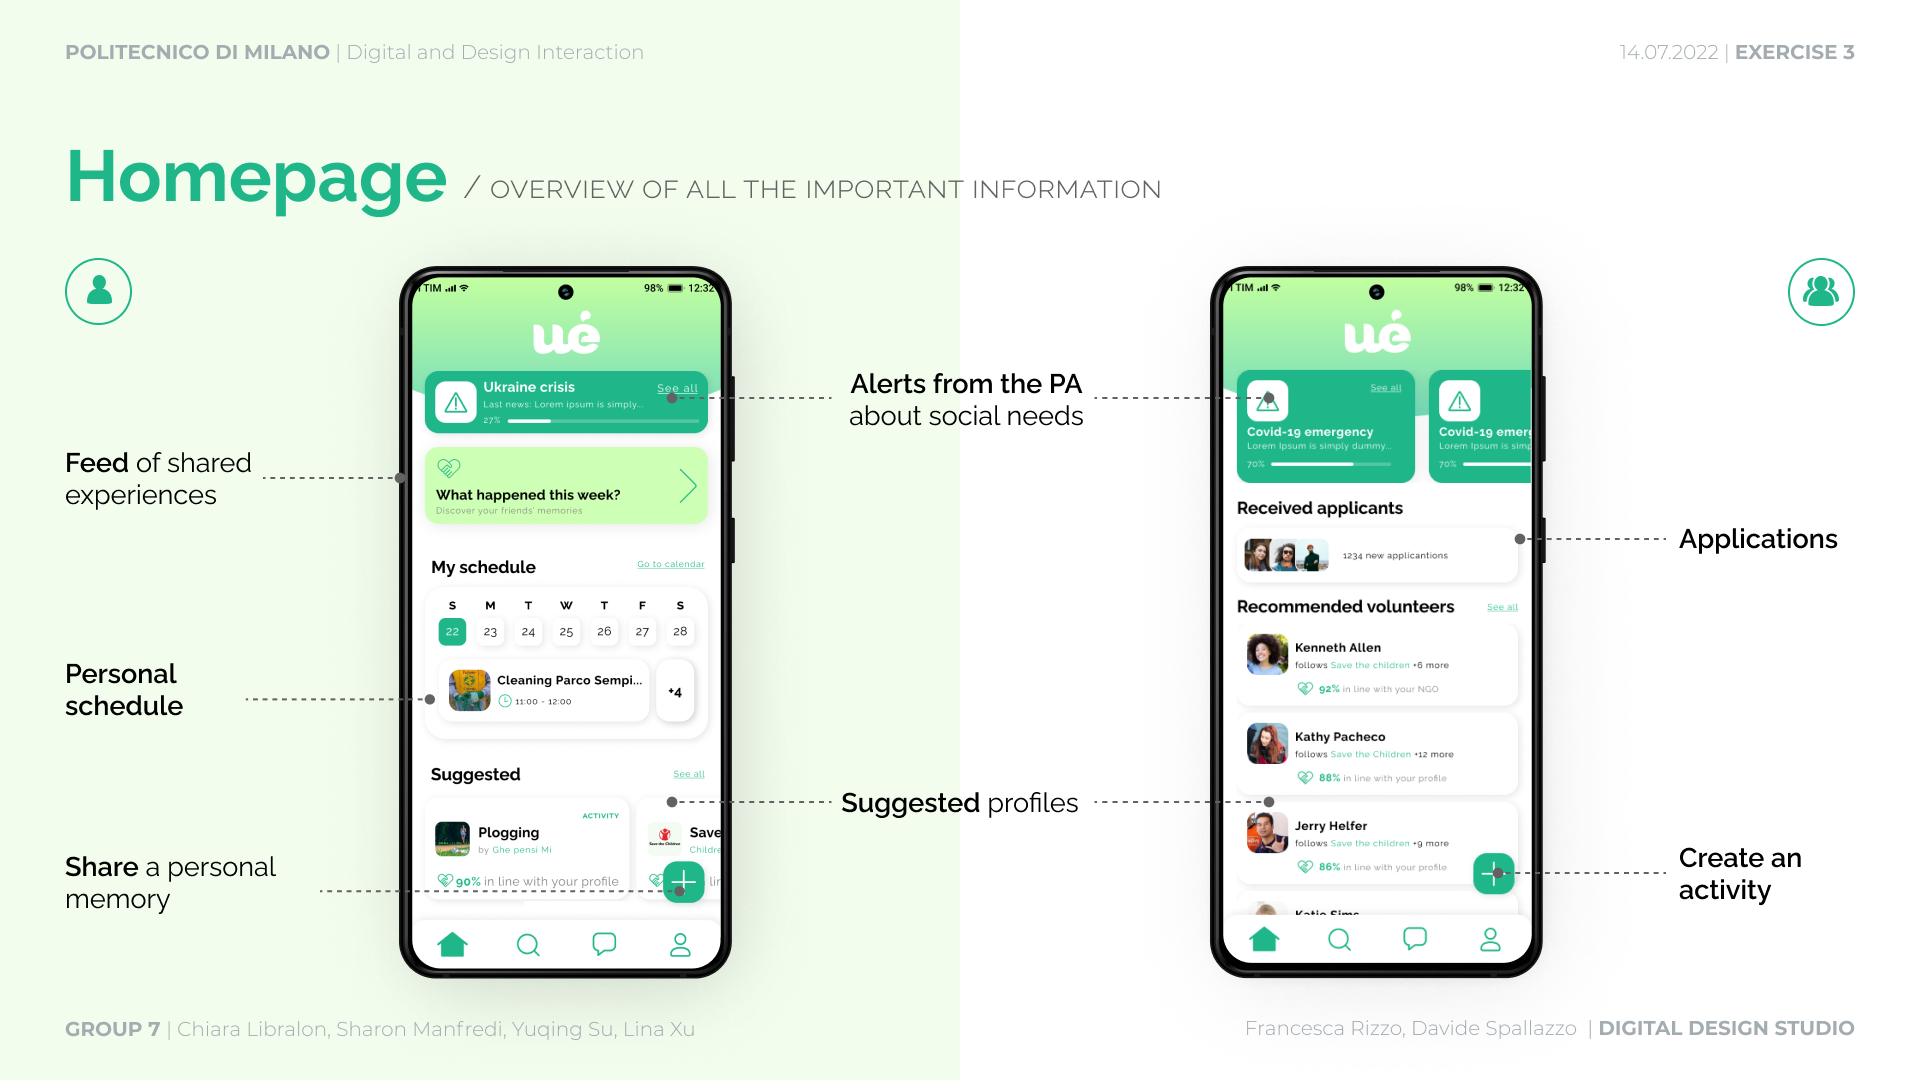 POLITECNICO DI MILANO | Digital and Design Interaction
14.07.2022 | EXERCISE 3
Homepage / OVERVIEW OF ALL THE IMPORTANT INFORMATION
TIM
98% 12:32
ué
Ukraine crisis
See all
Last news: Lorem ipsum is simply...
27%
What happened this week?
Discover your friends' memories
My schedule
Go to calendar
S M T W T F S
22 23 24 25 26 27 28
Cleaning Parco Sempi...
11:00 - 12:00
+4
Suggested
See all
ACTIVITY
Plogging
by Ghe pensi Mi
90% in line with your profile
Save the Children
Save
Childre
lir
Feed of shared
experiences
Personal
schedule
Share a personal
memory
Alerts from the PA
about social needs
Suggested profiles
TIM
98% 12:32
ué
See all
Covid-19 emergency
Lorem Ipsum is simply dummy...
70%
Covid-19 emerg
Lorem Ipsum is simp
70%
Received applicants
1234 new applicantions
Recommended volunteers
See all
Kenneth Allen
follows Save the children +6 more
92% in line with your NGO
Kathy Pacheco
follows Save the Children +12 more
88% in line with your profile
Jerry Helfer
follows Save the Children +9 more
86% in line with your profile
Katie Sims
Applications
Create an
activity
GROUP 7 | Chiara Libralon, Sharon Manfredi, Yuqing Su, Lina Xu
Francesca Rizzo, Davide Spallazzo | DIGITAL DESIGN STUDIO